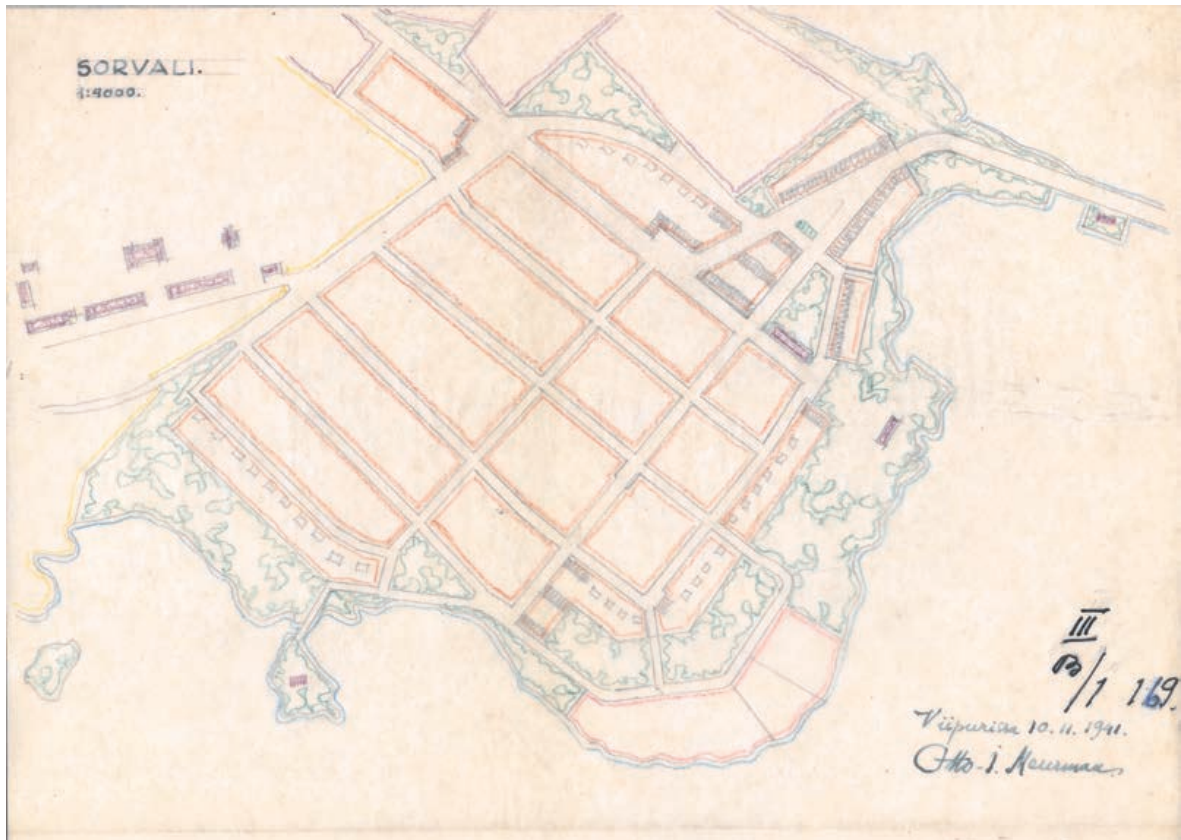 SORVALI.
1:4000.
III
B/1 169.
Viipurissa 10.11.1941.
Otto-I. Meurman